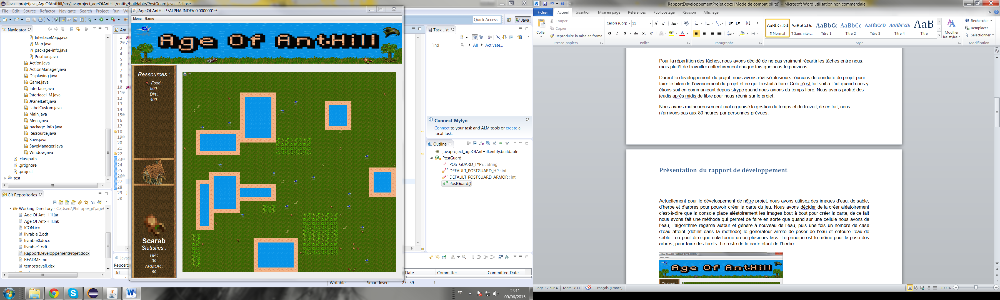 Java - projetjava_AgeOfAntHill/src/javaproject_ageOfAntHill/entity/buildable/PostGuard.java - Eclipse
File Edit Source Refactor Navigate Search Project Run
Quick Access
Java
Navigator
InterfaceMap.java
Map.java
package-info.java
Position.java
Action.java
ActionManager.java
Displaying.java
Game.java
Interface.java
InterfaceHM.java
JPanelLeft.java
LabelCustom.java
Main.java
Menu.java
package-info.java
Ressource.java
Save.java
SaveManager.java
Window.java
.classpath
.gitignore
.project
test
Git Repositories
Working Directory - C:\Users\Philippe\git\ageC
Age Of Ant-Hill.jar
Age Of Ant-Hill.lnk
ICON.ico
livrable 2.odt
livrable0.docx
livrable1.odt
RapportDeveloppementProjet.docx
README.md
tempstravail.xlsx
.git
1
2
3
4
5
6
7
8
9
10
11
12
13
14
15
16
17
18
19
20
21
22
23
24
25
26
27
28
29 }
30
Id
Age Of AntHill **ALPHA INDEV 0.0000001**
Menu Game
Age Of Ant-Hill
Ressources :
Food :
800
Dirt :
400
Scarab
Statistics :
HP :
30
ARMOR :
60
Task List
Find
All
Activate...
Connect Mylyn
Connect to your task and ALM tools or create a
local task.
Outline
javaproject_ageOfAntHill.entity.buildable
PostGuard
POSTGUARD_TYPE : String
DEFAULT_POSTGUARD_HP : int
DEFAULT_POSTGUARD_ARMOR : int
PostGuard()
Date Committer Committed Date
Writable Smart Insert 27 : 39
FR
23:11
09/06/2015
RapportDeveloppementProjet.docx [Mode de compatibilité] - Microsoft Word utilisation non commerciale
Fichier Accueil Insertion Mise en page Références Publipostage Révision Affichage
Coller
Couper
Copier
Reproduire la mise en forme
Presse-papiers
Calibri (Corp 11
Police
Paragraphe
AaBbCcDd
¶ Normal
AaBbCcDd
¶ Sans inter...
AaBbCc
Titre 1
AaBbCc
Titre 2
AaBbCcD
Titre 3
AaBbCcDc
Titre 4
AaB
Titre
Style
Modifier
les styles
Rechercher
Remplacer
Sélectionner
Modification
Pour la répartition des tâches, nous avons décidé de ne pas vraiment répartir les tâches entre nous,
mais plutôt de travailler collectivement chaque fois que nous le pouvions.
Durant le développement du projet, nous avons réalisé plusieurs réunions de conduite de projet pour
faire le bilan de l'avancement du projet et ce qu'il restait à faire. Cela c'est fait soit à l'iut quand nous y
étions soit en communicant depuis skype quand nous avions du temps libre. Nous avons profité des
jeudis après midis de libre pour nous réunir sur le projet.
Nous avons malheureusement mal organisé la gestion du temps et du travail, de ce fait, nous
n'arrivons pas aux 80 heures par personnes prévues.
Présentation du rapport de développement
Actuellement pour le développement de nôtre projet, nous avons utilisez des images d'eau, de sable,
d'herbe et d'arbres pour pouvoir créer la carte du jeu. Nous avons décider de la créer aléatoirement
c'est-à-dire que la console place aléatoirement les images bout à bout pour créer la carte, de ce fait
nous avons fait une méthode qui permet de faire en sorte que quand sur une cellule nous avons de
l'eau, l'algorithme regarde autour et génère à nouveau de l'eau, puis une fois un nombre de case
d'eau atteint (définit dans la méthode) le générateur arrête de poser de l'eau et entoure l'eau de
sable : on peut dire que cela forme un ou plusieurs lacs. Le principe est le même pour la pose des
arbres, pour faire des forets. Le reste de la carte étant de l'herbe.
Age Of AntHill **ALPHA INDEV 0.0000001**
Menu Game
Age Of Ant-Hill
Ressources :
Page : 2 sur 4 Mots : 811 Français (France)
100 %